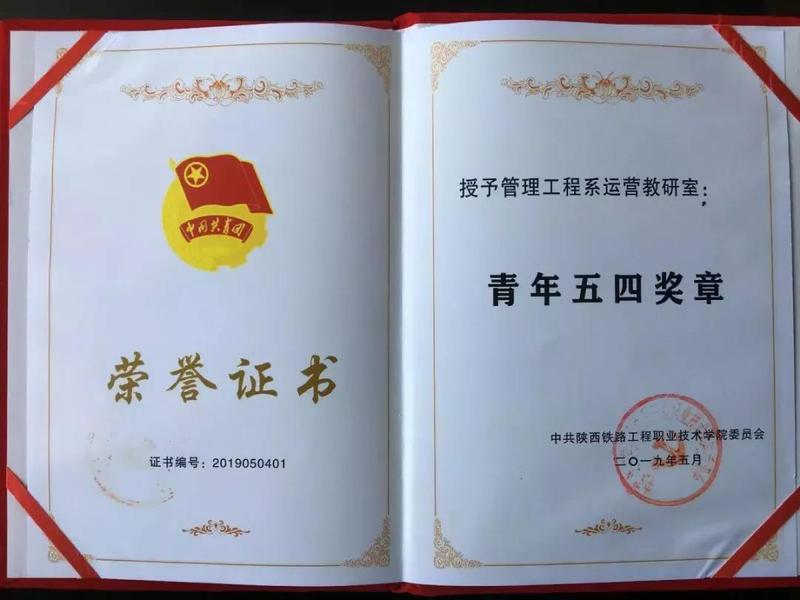 中国共青团
荣誉证书
证书编号：2019050401
授予管理工程系运营教研室：
青年五四奖章
中共陕西铁路工程职业技术学院委员会
二〇一九年五月